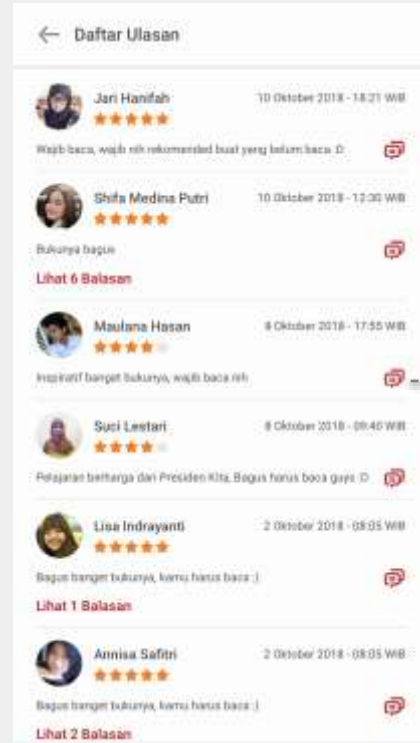 Daftar Ulasan
Jari Hanifah 10 Oktober 2018 - 18:21 WIB
Wajib baca, wajib nih rekomended buat yang belum baca :D
Shifa Medina Putri 10 Oktober 2018 - 12:30 WIB
Bukunya bagus
Lihat 6 Balasan
Maulana Hasan 8 Oktober 2018 - 17:55 WIB
Inspiratif banget bukunya, wajib baca nih
Suci Lestari 8 Oktober 2018 - 09:40 WIB
Pelajaran berharga dari Presiden Kita, Bagus harus baca guys :D
Lisa Indrayanti 2 Oktober 2018 - 08:05 WIB
Bagus banget bukunya, kamu harus baca :)
Lihat 1 Balasan
Annisa Safitri 2 Oktober 2018 - 08:05 WIB
Bagus banget bukunya, kamu harus baca :)
Lihat 2 Balasan